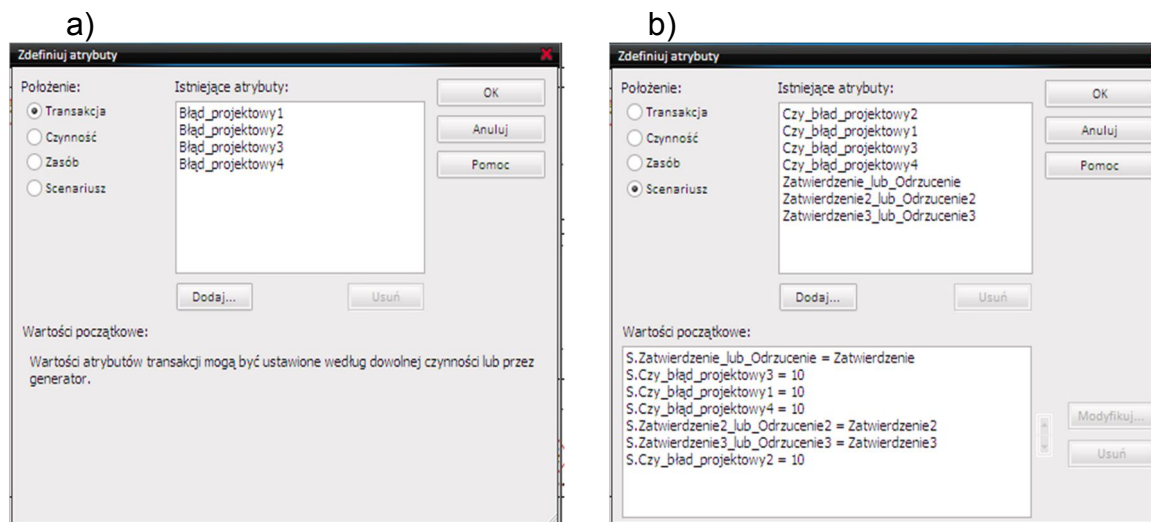 a)
Zdefiniuj atrybuty
Położenie:
Transakcja
Czynność
Zasób
Scenariusz
Istniejące atrybuty:
Błąd_projektowy1
Błąd_projektowy2
Błąd_projektowy3
Błąd_projektowy4
OK
Anuluj
Pomoc
Dodaj...
Usuń
Wartości początkowe:
Wartości atrybutów transakcji mogą być ustawione według dowolnej czynności lub przez
generator.
b)
Zdefiniuj atrybuty
Położenie:
Transakcja
Czynność
Zasób
Scenariusz
Istniejące atrybuty:
Czy_bład_projektowy2
Czy_błąd_projektowy1
Czy_błąd_projektowy3
Czy_błąd_projektowy4
Zatwierdzenie_lub_Odrzucenie
Zatwierdzenie2_lub_Odrzucenie2
Zatwierdzenie3_lub_Odrzucenie3
OK
Anuluj
Pomoc
Dodaj...
Usuń
Wartości początkowe:
S.Zatwierdzenie_lub_Odrzucenie = Zatwierdzenie
S.Czy_błąd_projektowy3 = 10
S.Czy_błąd_projektowy1 = 10
S.Czy_błąd_projektowy4 = 10
S.Zatwierdzenie2_lub_Odrzucenie2 = Zatwierdzenie2
S.Zatwierdzenie3_lub_Odrzucenie3 = Zatwierdzenie3
S.Czy_bład_projektowy2 = 10
Modyfikuj...
Usuń